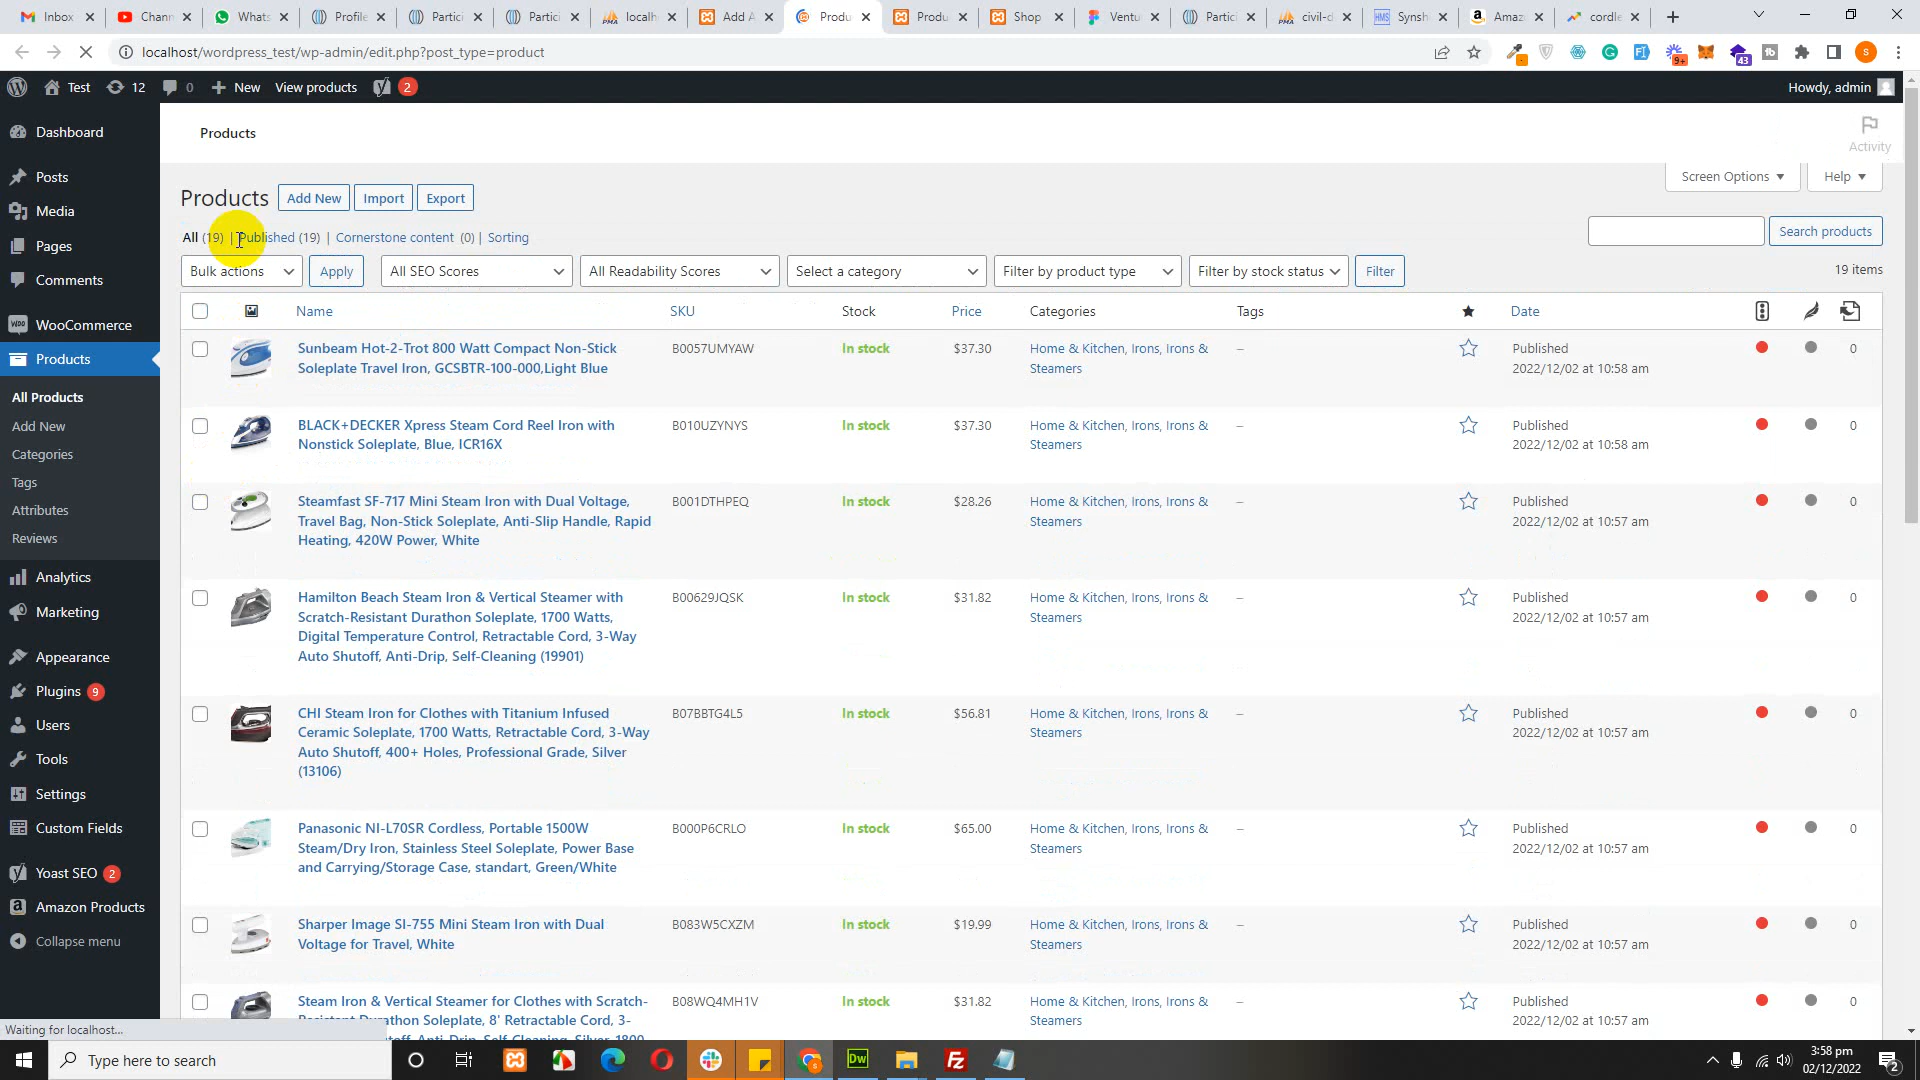 Inbox
Chann
Whats
Profile
Partici
Partici
localh
Add A
Produ
Produ
Shop
Ventu
Partici
civil-d
Synsh
Amaz
cordle
localhost/wordpress_test/wp-admin/edit.php?post_type=product
9+
43
S
Test
12
0
New
View products
2
Howdy, admin
Dashboard
Posts
Media
Pages
Comments
WooCommerce
Products
All Products
Add New
Categories
Tags
Attributes
Reviews
Analytics
Marketing
Appearance
Plugins 9
Users
Tools
Settings
Custom Fields
Yoast SEO 2
Amazon Products
Collapse menu
Products
Activity
Screen Options
Help
Products
Add New
Import
Export
All (19) | Published (19) | Cornerstone content (0) | Sorting
Search products
Bulk actions
Apply
All SEO Scores
All Readability Scores
Select a category
Filter by product type
Filter by stock status
Filter
19 items
Name SKU Stock Price Categories Tags Date
Sunbeam Hot-2-Trot 800 Watt Compact Non-Stick
Soleplate Travel Iron, GCSBTR-100-000,Light Blue
B0057UMYAW
In stock
$37.30
Home & Kitchen, Irons, Irons &
Steamers
–
Published
2022/12/02 at 10:58 am
0
BLACK+DECKER Xpress Steam Cord Reel Iron with
Nonstick Soleplate, Blue, ICR16X
B010UZYNYS
In stock
$37.30
Home & Kitchen, Irons, Irons &
Steamers
–
Published
2022/12/02 at 10:58 am
0
Steamfast SF-717 Mini Steam Iron with Dual Voltage,
Travel Bag, Non-Stick Soleplate, Anti-Slip Handle, Rapid
Heating, 420W Power, White
B001DTHPEQ
In stock
$28.26
Home & Kitchen, Irons, Irons &
Steamers
–
Published
2022/12/02 at 10:57 am
0
Hamilton Beach Steam Iron & Vertical Steamer with
Scratch-Resistant Durathon Soleplate, 1700 Watts,
Digital Temperature Control, Retractable Cord, 3-Way
Auto Shutoff, Anti-Drip, Self-Cleaning (19901)
B00629JQSK
In stock
$31.82
Home & Kitchen, Irons, Irons &
Steamers
–
Published
2022/12/02 at 10:57 am
0
CHI Steam Iron for Clothes with Titanium Infused
Ceramic Soleplate, 1700 Watts, Retractable Cord, 3-Way
Auto Shutoff, 400+ Holes, Professional Grade, Silver
(13106)
B07BBTG4L5
In stock
$56.81
Home & Kitchen, Irons, Irons &
Steamers
–
Published
2022/12/02 at 10:57 am
0
Panasonic NI-L70SR Cordless, Portable 1500W
Steam/Dry Iron, Stainless Steel Soleplate, Power Base
and Carrying/Storage Case, standart, Green/White
B000P6CRLO
In stock
$65.00
Home & Kitchen, Irons, Irons &
Steamers
–
Published
2022/12/02 at 10:57 am
0
Sharper Image SI-755 Mini Steam Iron with Dual
Voltage for Travel, White
B083W5CXZM
In stock
$19.99
Home & Kitchen, Irons, Irons &
Steamers
–
Published
2022/12/02 at 10:57 am
0
Steam Iron & Vertical Steamer for Clothes with Scratch-
Resistant Durathon Soleplate, 8' Retractable Cord, 3-
B08WQ4MH1V
In stock
$31.82
Home & Kitchen, Irons, Irons &
Steamers
–
Published
2022/12/02 at 10:57 am
0
Waiting for localhost...
Type here to search
Dw
3:58 pm
02/12/2022
2